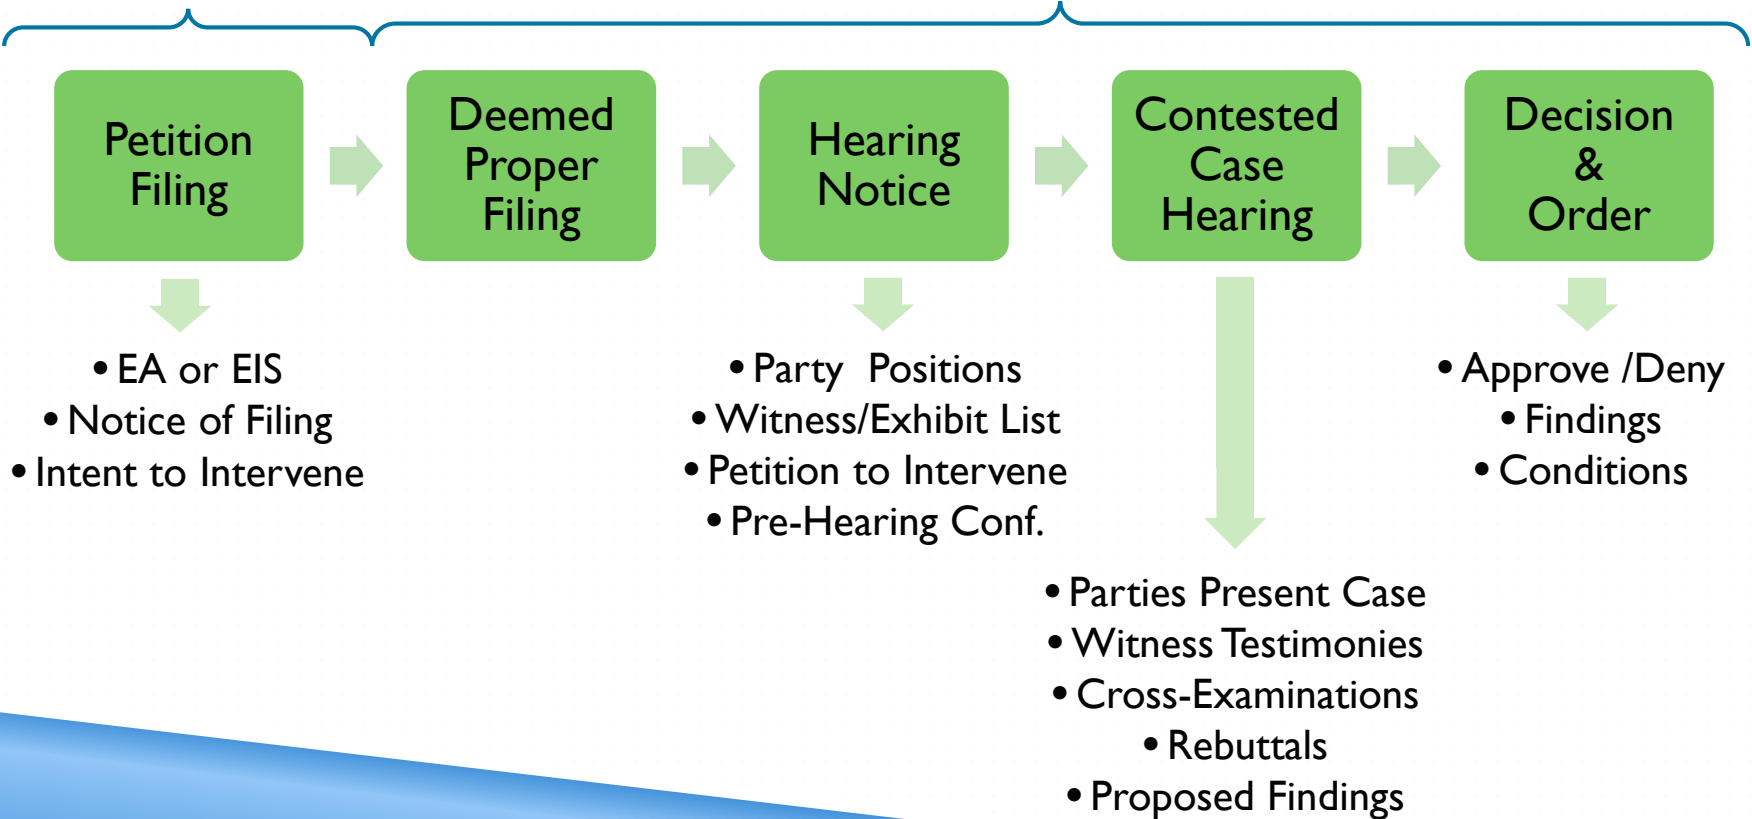 Petition
Filing
Deemed
Proper
Filing
Hearing
Notice
Contested
Case
Hearing
Decision
&
Order
• EA or EIS
• Notice of Filing
• Intent to Intervene
• Party Positions
• Witness/Exhibit List
• Petition to Intervene
• Pre-Hearing Conf.
• Parties Present Case
• Witness Testimonies
• Cross-Examinations
• Rebuttals
• Proposed Findings
• Approve /Deny
• Findings
• Conditions